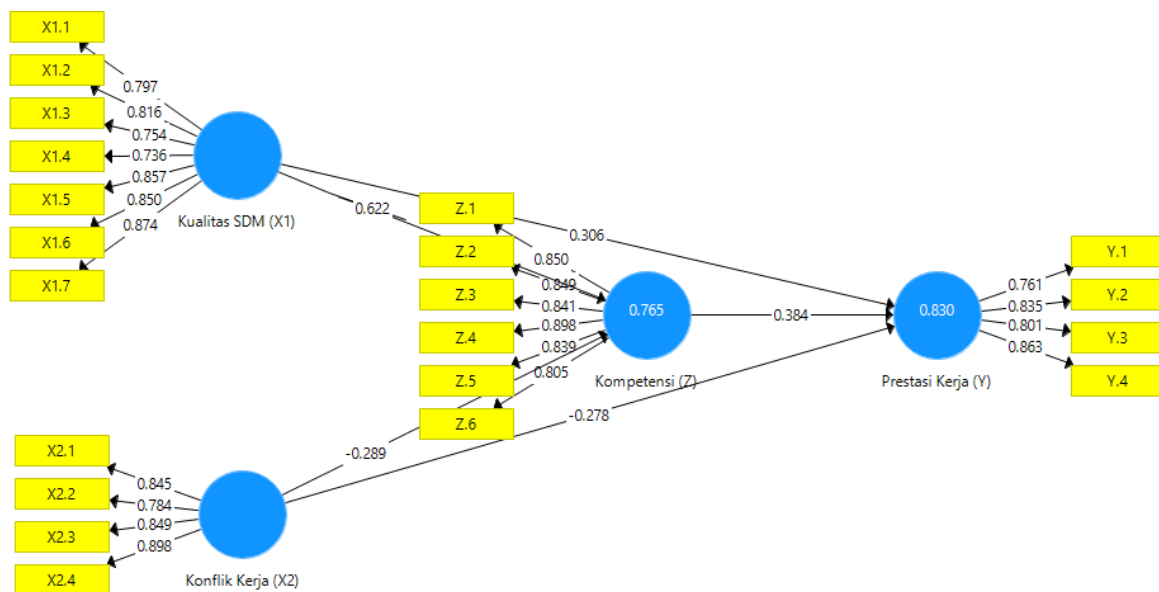 X1.1
X1.2
X1.3
X1.4
X1.5
X1.6
X1.7
0.797
0.816
0.754
0.736
0.857
0.850
0.874
Kualitas SDM (X1)
0.622
0.306
Z.1
Z.2
Z.3
Z.4
Z.5
Z.6
0.850
0.849
0.841
0.898
0.839
0.805
0.765
Kompetensi (Z)
0.384
0.830
Prestasi Kerja (Y)
0.761
0.835
0.801
0.863
Y.1
Y.2
Y.3
Y.4
-0.278
-0.289
X2.1
X2.2
X2.3
X2.4
0.845
0.784
0.849
0.898
Konflik Kerja (X2)